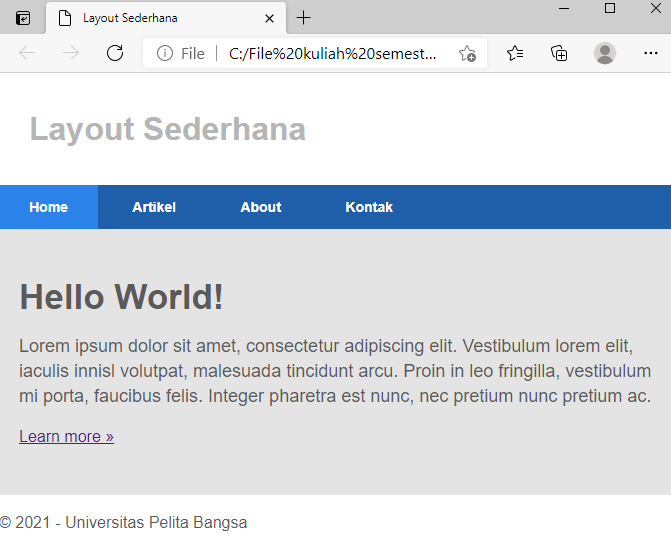 Layout Sederhana
File | C:/File%20kuliah%20semest...
Layout Sederhana
Home Artikel About Kontak
Hello World!
Lorem ipsum dolor sit amet, consectetur adipiscing elit. Vestibulum lorem elit,
iaculis innisl volutpat, malesuada tincidunt arcu. Proin in leo fringilla, vestibulum
mi porta, faucibus felis. Integer pharetra est nunc, nec pretium nunc pretium ac.
Learn more »
© 2021 - Universitas Pelita Bangsa